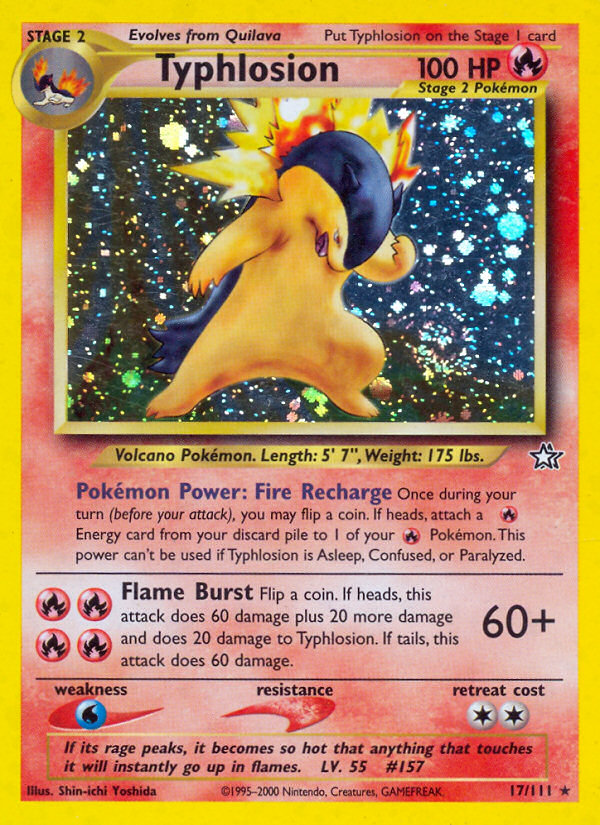 STAGE 2 Evolves from Quilava Put Typhlosion on the Stage 1 card
Typhlosion 100 HP
Stage 2 Pokémon
Volcano Pokémon. Length: 5' 7", Weight: 175 lbs.
Pokémon Power: Fire Recharge Once during your
turn (before your attack), you may flip a coin. If heads, attach a
Energy card from your discard pile to 1 of your Pokémon. This
power can't be used if Typhlosion is Asleep, Confused, or Paralyzed.
Flame Burst Flip a coin. If heads, this
attack does 60 damage plus 20 more damage
and does 20 damage to Typhlosion. If tails, this
attack does 60 damage.
60+
weakness resistance retreat cost
If its rage peaks, it becomes so hot that anything that touches
it will instantly go up in flames. LV. 55 #157
Illus. Shin-ichi Yoshida ©1995-2000 Nintendo, Creatures, GAMEFREAK. 17/111 ★